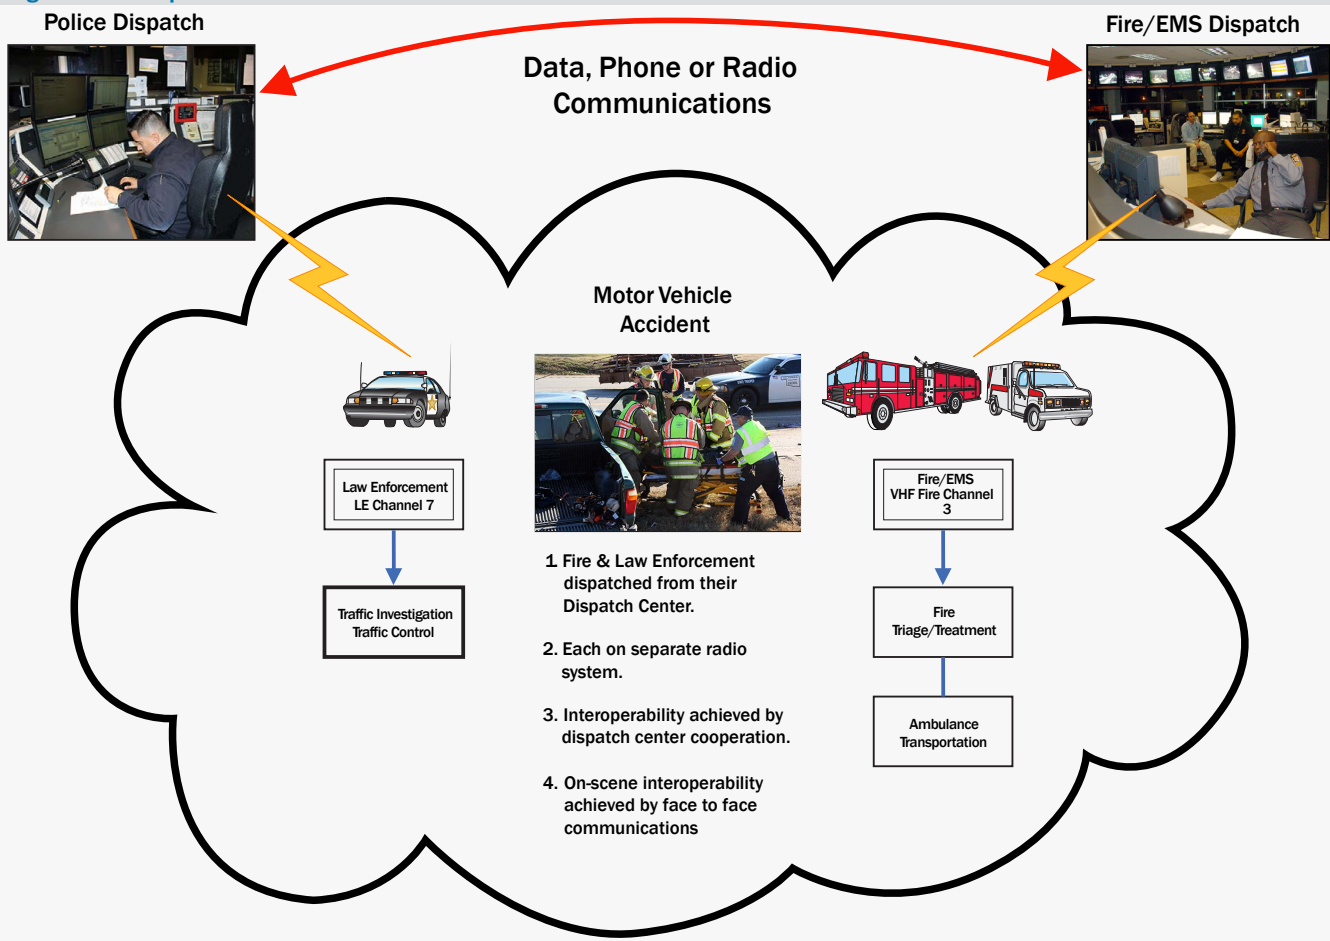 Police Dispatch
Fire/EMS Dispatch
Data, Phone or Radio
Communications
Motor Vehicle
Accident
Law Enforcement
LE Channel 7
Traffic Investigation
Traffic Control
Fire/EMS
VHF Fire Channel
3
Fire
Triage/Treatment
Ambulance
Transportation
1 Fire & Law Enforcement
dispatched from their
Dispatch Center.
2. Each on separate radio
system.
3. Interoperability achieved by
dispatch center cooperation.
4. On-scene interoperability
achieved by face to face
communications